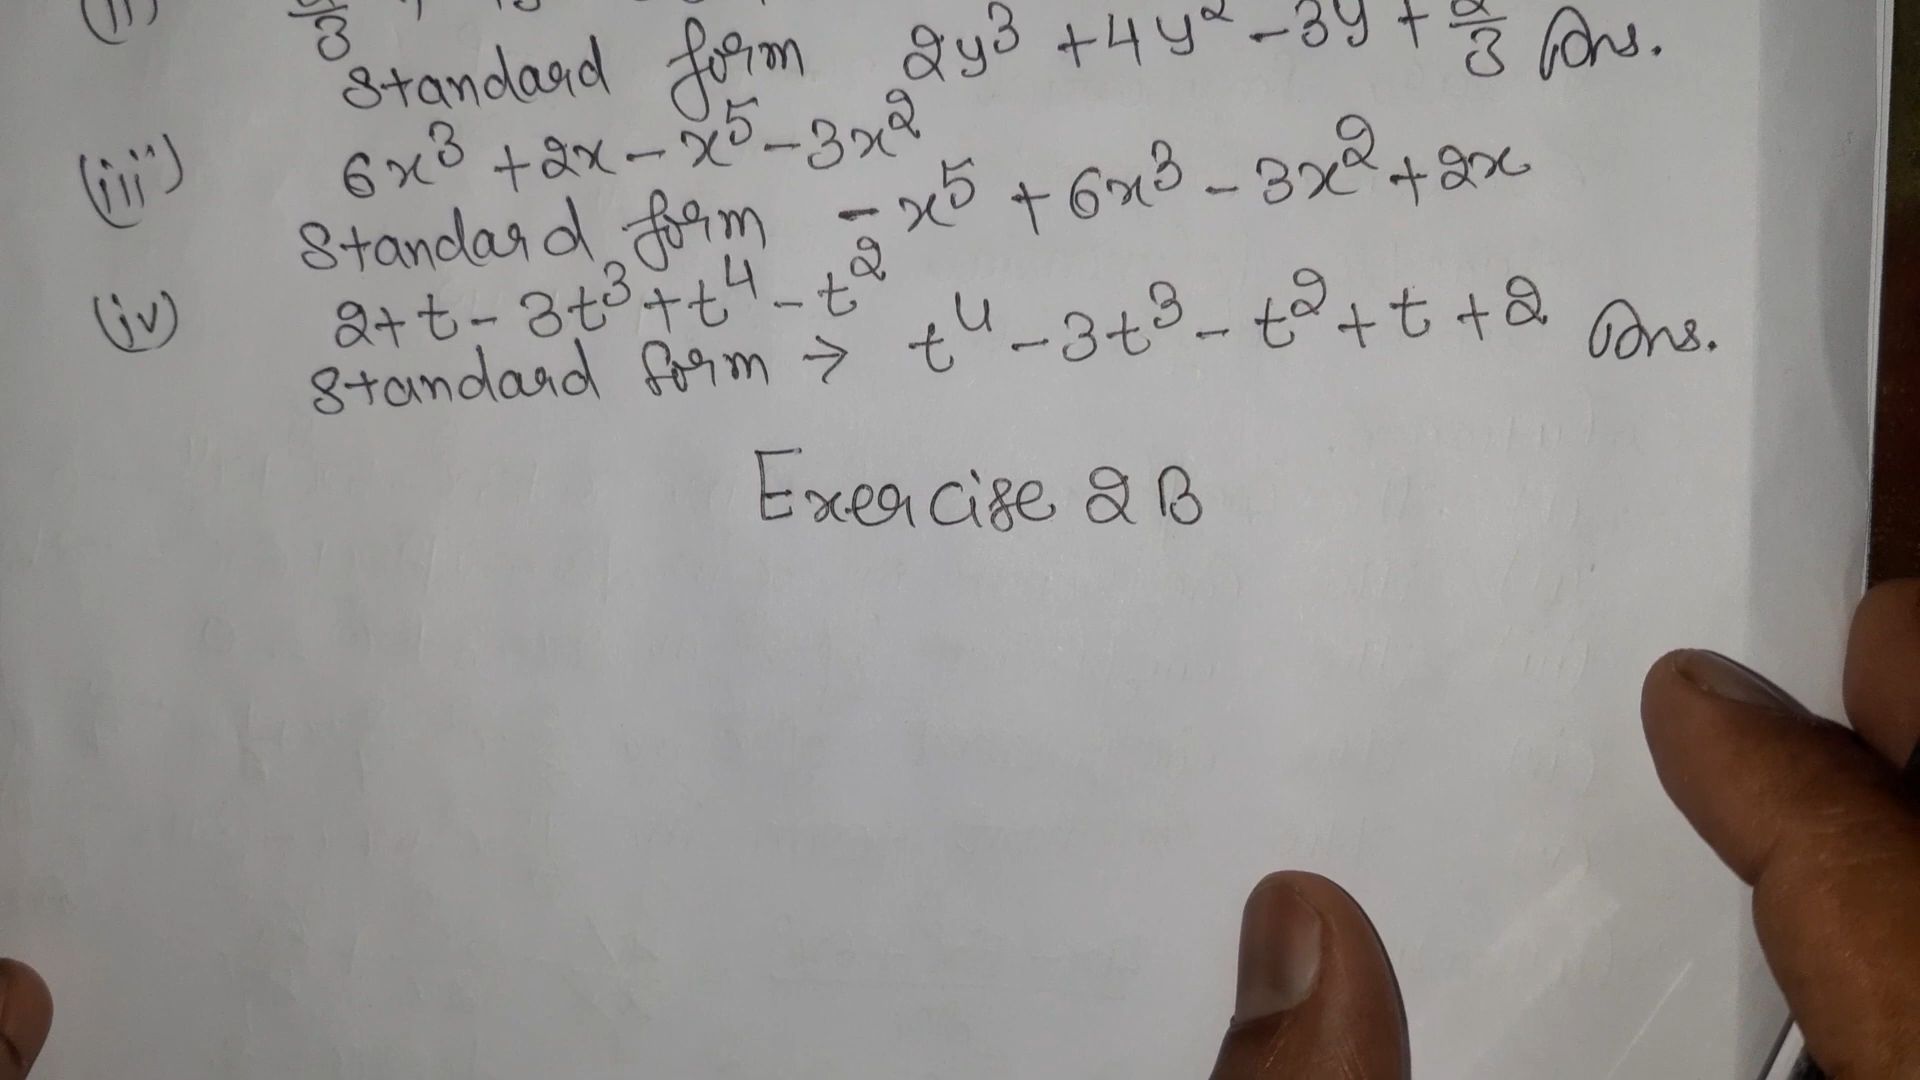 (ii)
Standard form 2y³ + 4y² - 3y + 2/3 Ans.
(iii) 6x³ + 2x - x⁵ - 3x²
Standard form - x⁵ + 6x³ - 3x² + 2x
(iv) 2 + t - 3t³ + t⁴ - t²
Standard form → t⁴ - 3t³ - t² + t + 2 Ans.
Exercise 2B